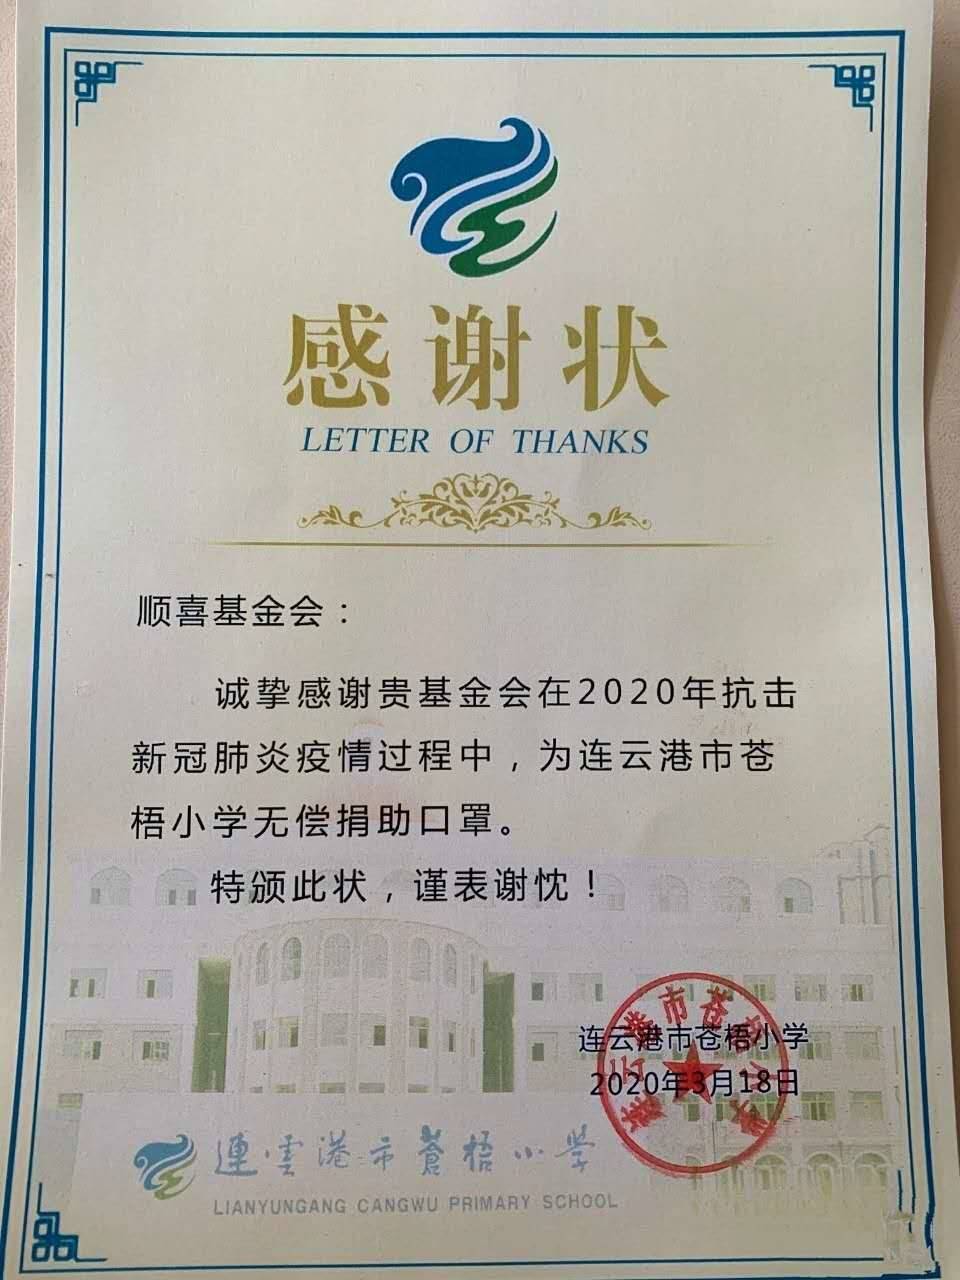 感谢状
LETTER OF THANKS
顺喜基金会：
诚挚感谢贵基金会在2020年抗击
新冠肺炎疫情过程中，为连云港市苍
梧小学无偿捐助口罩。
特颁此状，谨表谢忱！
连云港市苍梧小学
2020年3月18日
連雲港市蒼梧小学
LIANYUNGANG CANGWU PRIMARY SCHOOL